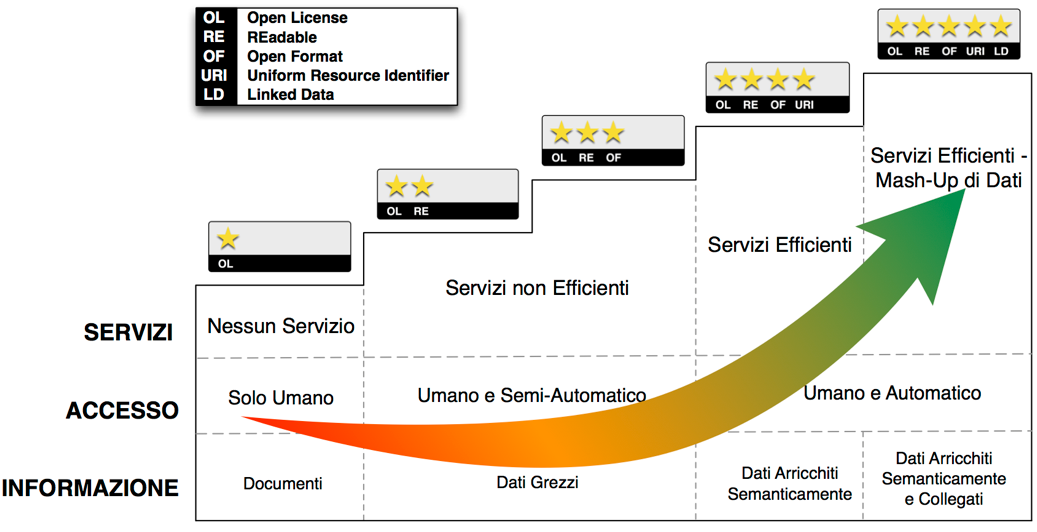 OL Open License
RE REadable
OF Open Format
URI Uniform Resource Identifier
LD Linked Data
OL RE OF URI LD
OL RE OF URI
OL RE OF
OL RE
OL
Servizi Efficienti -
Mash-Up di Dati
Servizi Efficienti
Servizi non Efficienti
Nessun Servizio
SERVIZI
Solo Umano
Umano e Semi-Automatico
Umano e Automatico
ACCESSO
INFORMAZIONE
Documenti
Dati Grezzi
Dati Arricchiti
Semanticamente
Dati Arricchiti
Semanticamente
e Collegati